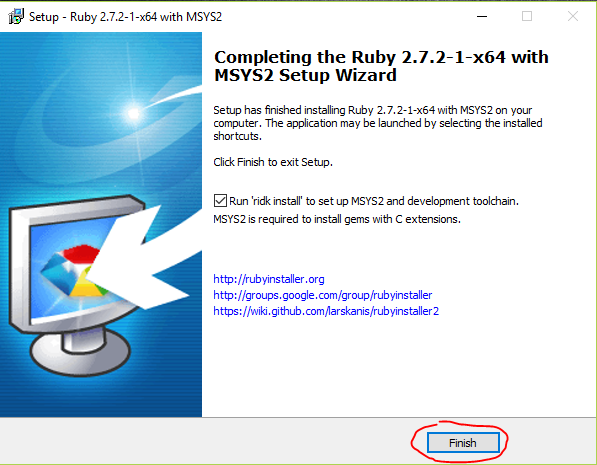 Setup - Ruby 2.7.2-1-x64 with MSYS2
Completing the Ruby 2.7.2-1-x64 with
MSYS2 Setup Wizard
Setup has finished installing Ruby 2.7.2-1-x64 with MSYS2 on your
computer. The application may be launched by selecting the installed
shortcuts.
Click Finish to exit Setup.
Run 'ridk install' to set up MSYS2 and development toolchain.
MSYS2 is required to install gems with C extensions.
http://rubyinstaller.org
http://groups.google.com/group/rubyinstaller
https://wiki.github.com/larskanis/rubyinstaller2
Finish